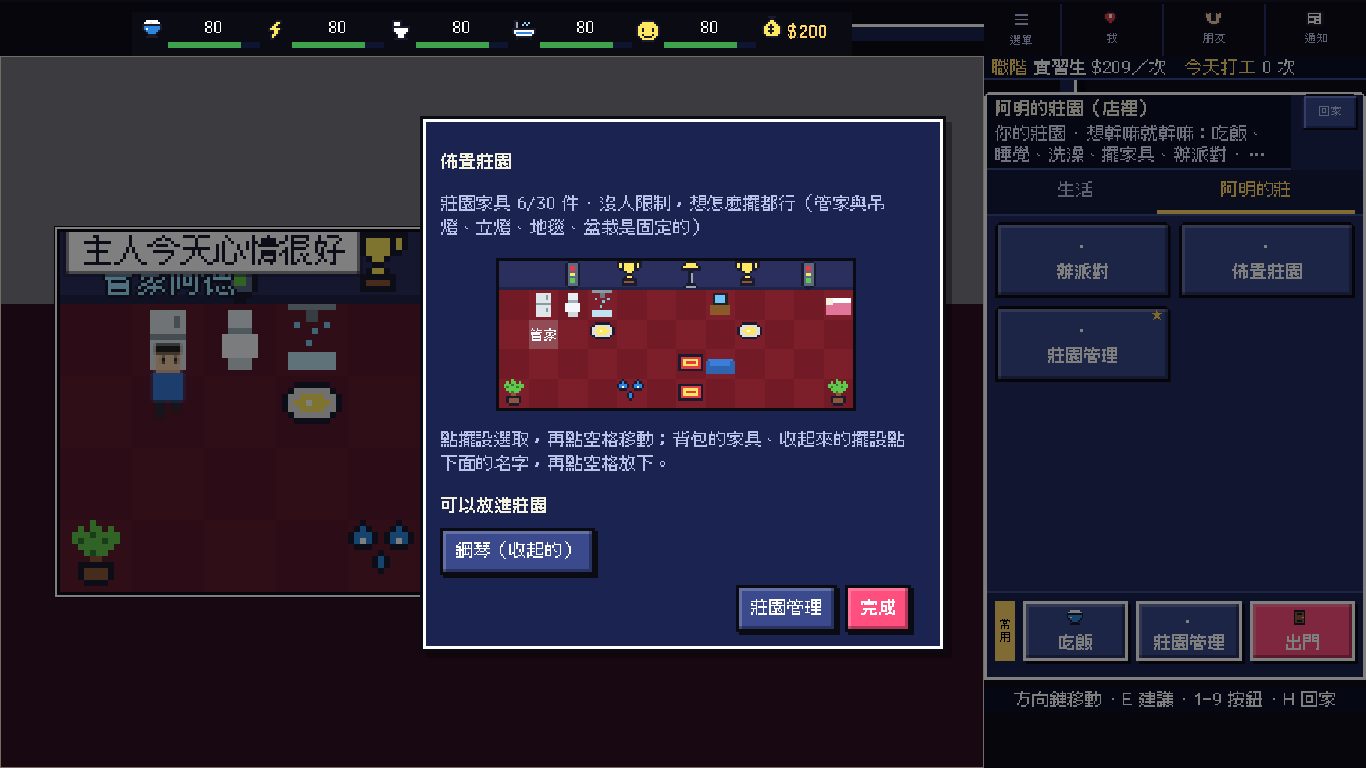 80 80 80 80 80 $200
選單 我 朋友 通知
職階 實習生 $209／次 今天打工 0 次
阿明的莊園（店裡） 回家
你的莊園．想幹嘛就幹嘛：吃飯、
睡覺、洗澡、擺家具、辦派對．…
生活 阿明的莊
辦派對 佈置莊園
莊園管理
主人今天心情很好
管家阿德
佈置莊園
莊園家具 6/30 件．沒人限制，想怎麼擺都行（管家與吊
燈、立燈、地毯、盆栽是固定的）
管家
點擺設選取，再點空格移動；背包的家具、收起來的擺設點
下面的名字，再點空格放下。
可以放進莊園
鋼琴（收起的）
莊園管理 完成
常用 吃飯 莊園管理 出門
方向鍵移動．E 建議．1-9 按鈕．H 回家